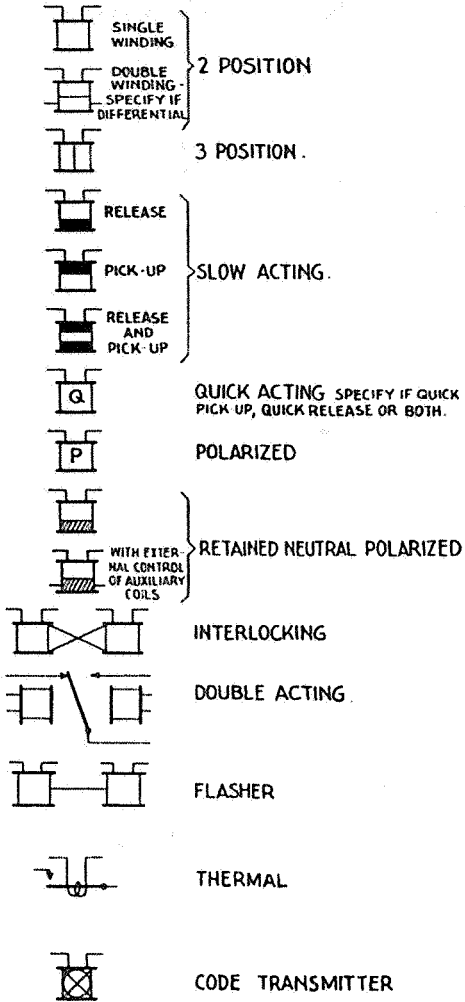 SINGLE
WINDING
DOUBLE
WINDING-
SPECIFY IF
DIFFERENTIAL
2 POSITION
3 POSITION.
RELEASE
PICK-UP
RELEASE
AND
PICK-UP
SLOW ACTING.
Q
QUICK ACTING SPECIFY IF QUICK
PICK UP, QUICK RELEASE OR BOTH.
P
POLARIZED
WITH EXTER-
NAL CONTROL
OF AUXILIARY
COILS
RETAINED NEUTRAL POLARIZED
INTERLOCKING
DOUBLE ACTING.
FLASHER
THERMAL
CODE TRANSMITTER